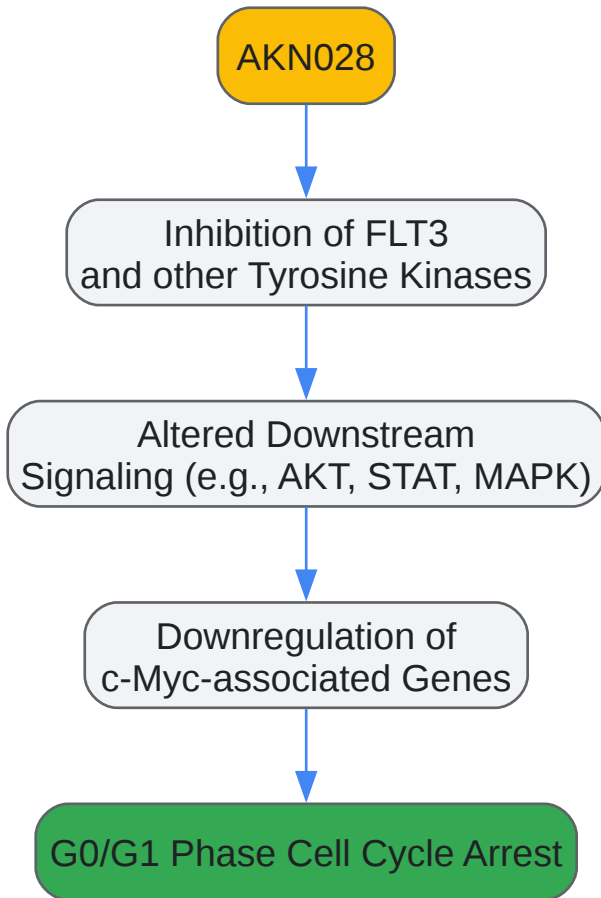 AKN028
Inhibition of FLT3
and other Tyrosine Kinases
Altered Downstream
Signaling (e.g., AKT, STAT, MAPK)
Downregulation of
c-Myc-associated Genes
G0/G1 Phase Cell Cycle Arrest